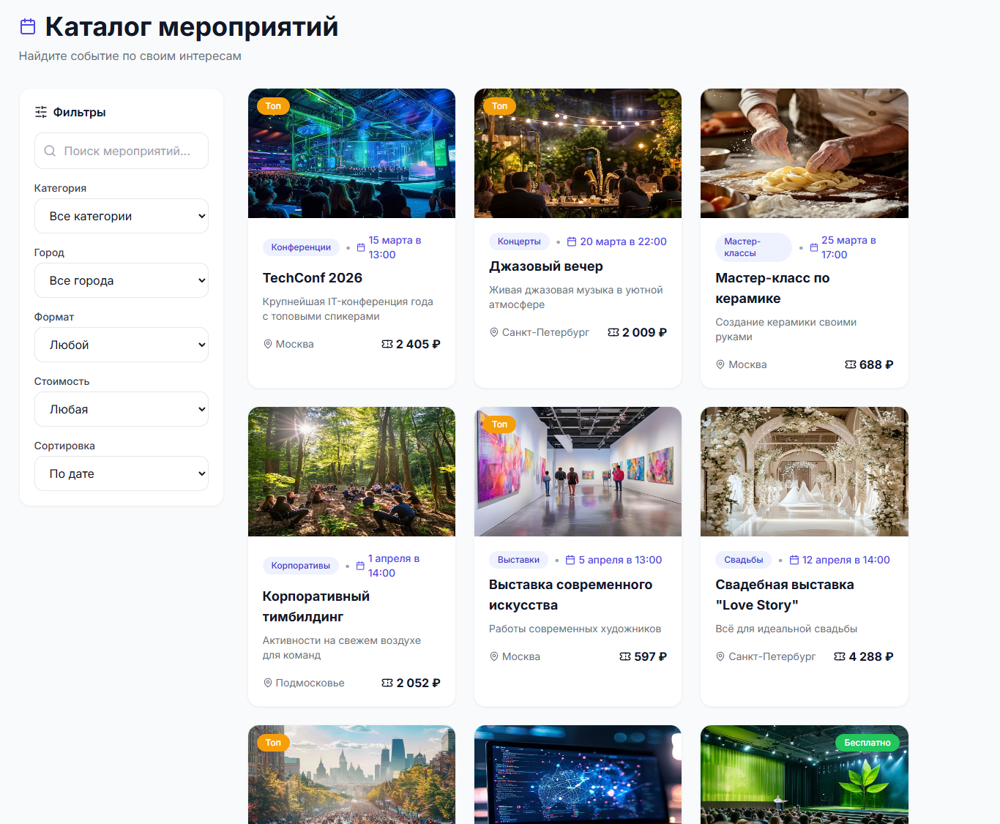 Каталог мероприятий
Найдите событие по своим интересам
Фильтры
Поиск мероприятий...
Категория
Все категории
Город
Все города
Формат
Любой
Стоимость
Любая
Сортировка
По дате
Топ
Конференции • 15 марта в
13:00
TechConf 2026
Крупнейшая IT-конференция года
с топовыми спикерами
Москва 2 405 ₽
Топ
Концерты • 20 марта в 22:00
Джазовый вечер
Живая джазовая музыка в уютной
атмосфере
Санкт-Петербург 2 009 ₽
Мастер-
классы • 25 марта в
17:00
Мастер-класс по
керамике
Создание керамики своими
руками
Москва 688 ₽
Корпоративы • 1 апреля в
14:00
Корпоративный
тимбилдинг
Активности на свежем воздухе
для команд
Подмосковье 2 052 ₽
Топ
Выставки • 5 апреля в 13:00
Выставка современного
искусства
Работы современных художников
Москва 597 ₽
Свадьбы • 12 апреля в 14:00
Свадебная выставка
"Love Story"
Всё для идеальной свадьбы
Санкт-Петербург 4 288 ₽
Топ
Бесплатно